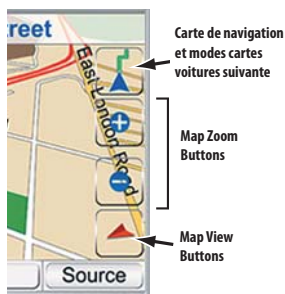 reet
East London Road
Source
Carte de navigation
et modes cartes
voitures suivante
Map Zoom
Buttons
Map View
Buttons